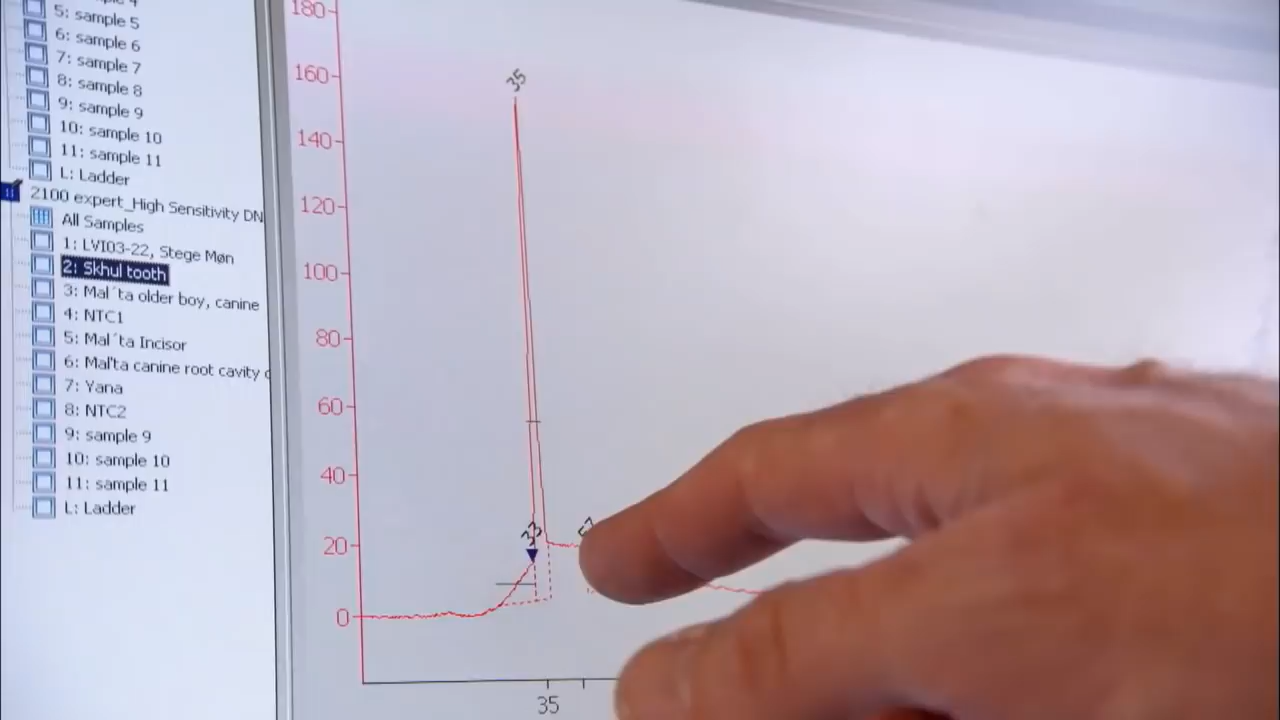 5: sample 5
6: sample 6
7: sample 7
8: sample 8
9: sample 9
10: sample 10
11: sample 11
L: Ladder
2100 expert_High Sensitivity DN
All Samples
1: LVI03-22, Stege Møn
2: Skhul tooth
3: Mal´ta older boy, canine
4: NTC1
5: Mal´ta Incisor
6: Mal'ta canine root cavity
7: Yana
8: NTC2
9: sample 9
10: sample 10
11: sample 11
L: Ladder
180
160
140
120
100
80
60
40
20
0
35
33
35